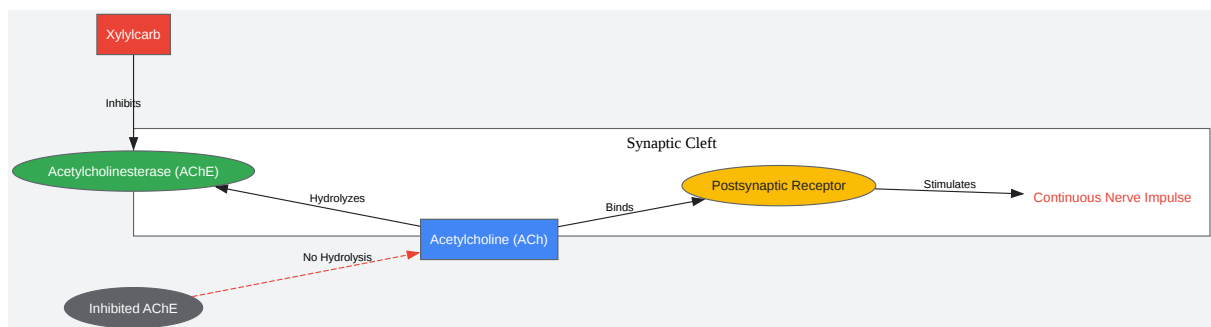 Xylylcarb
Inhibits
Synaptic Cleft
Acetylcholinesterase (AChE)
Hydrolyzes
Postsynaptic Receptor
Stimulates
Continuous Nerve Impulse
Binds
Acetylcholine (ACh)
No Hydrolysis
Inhibited AChE